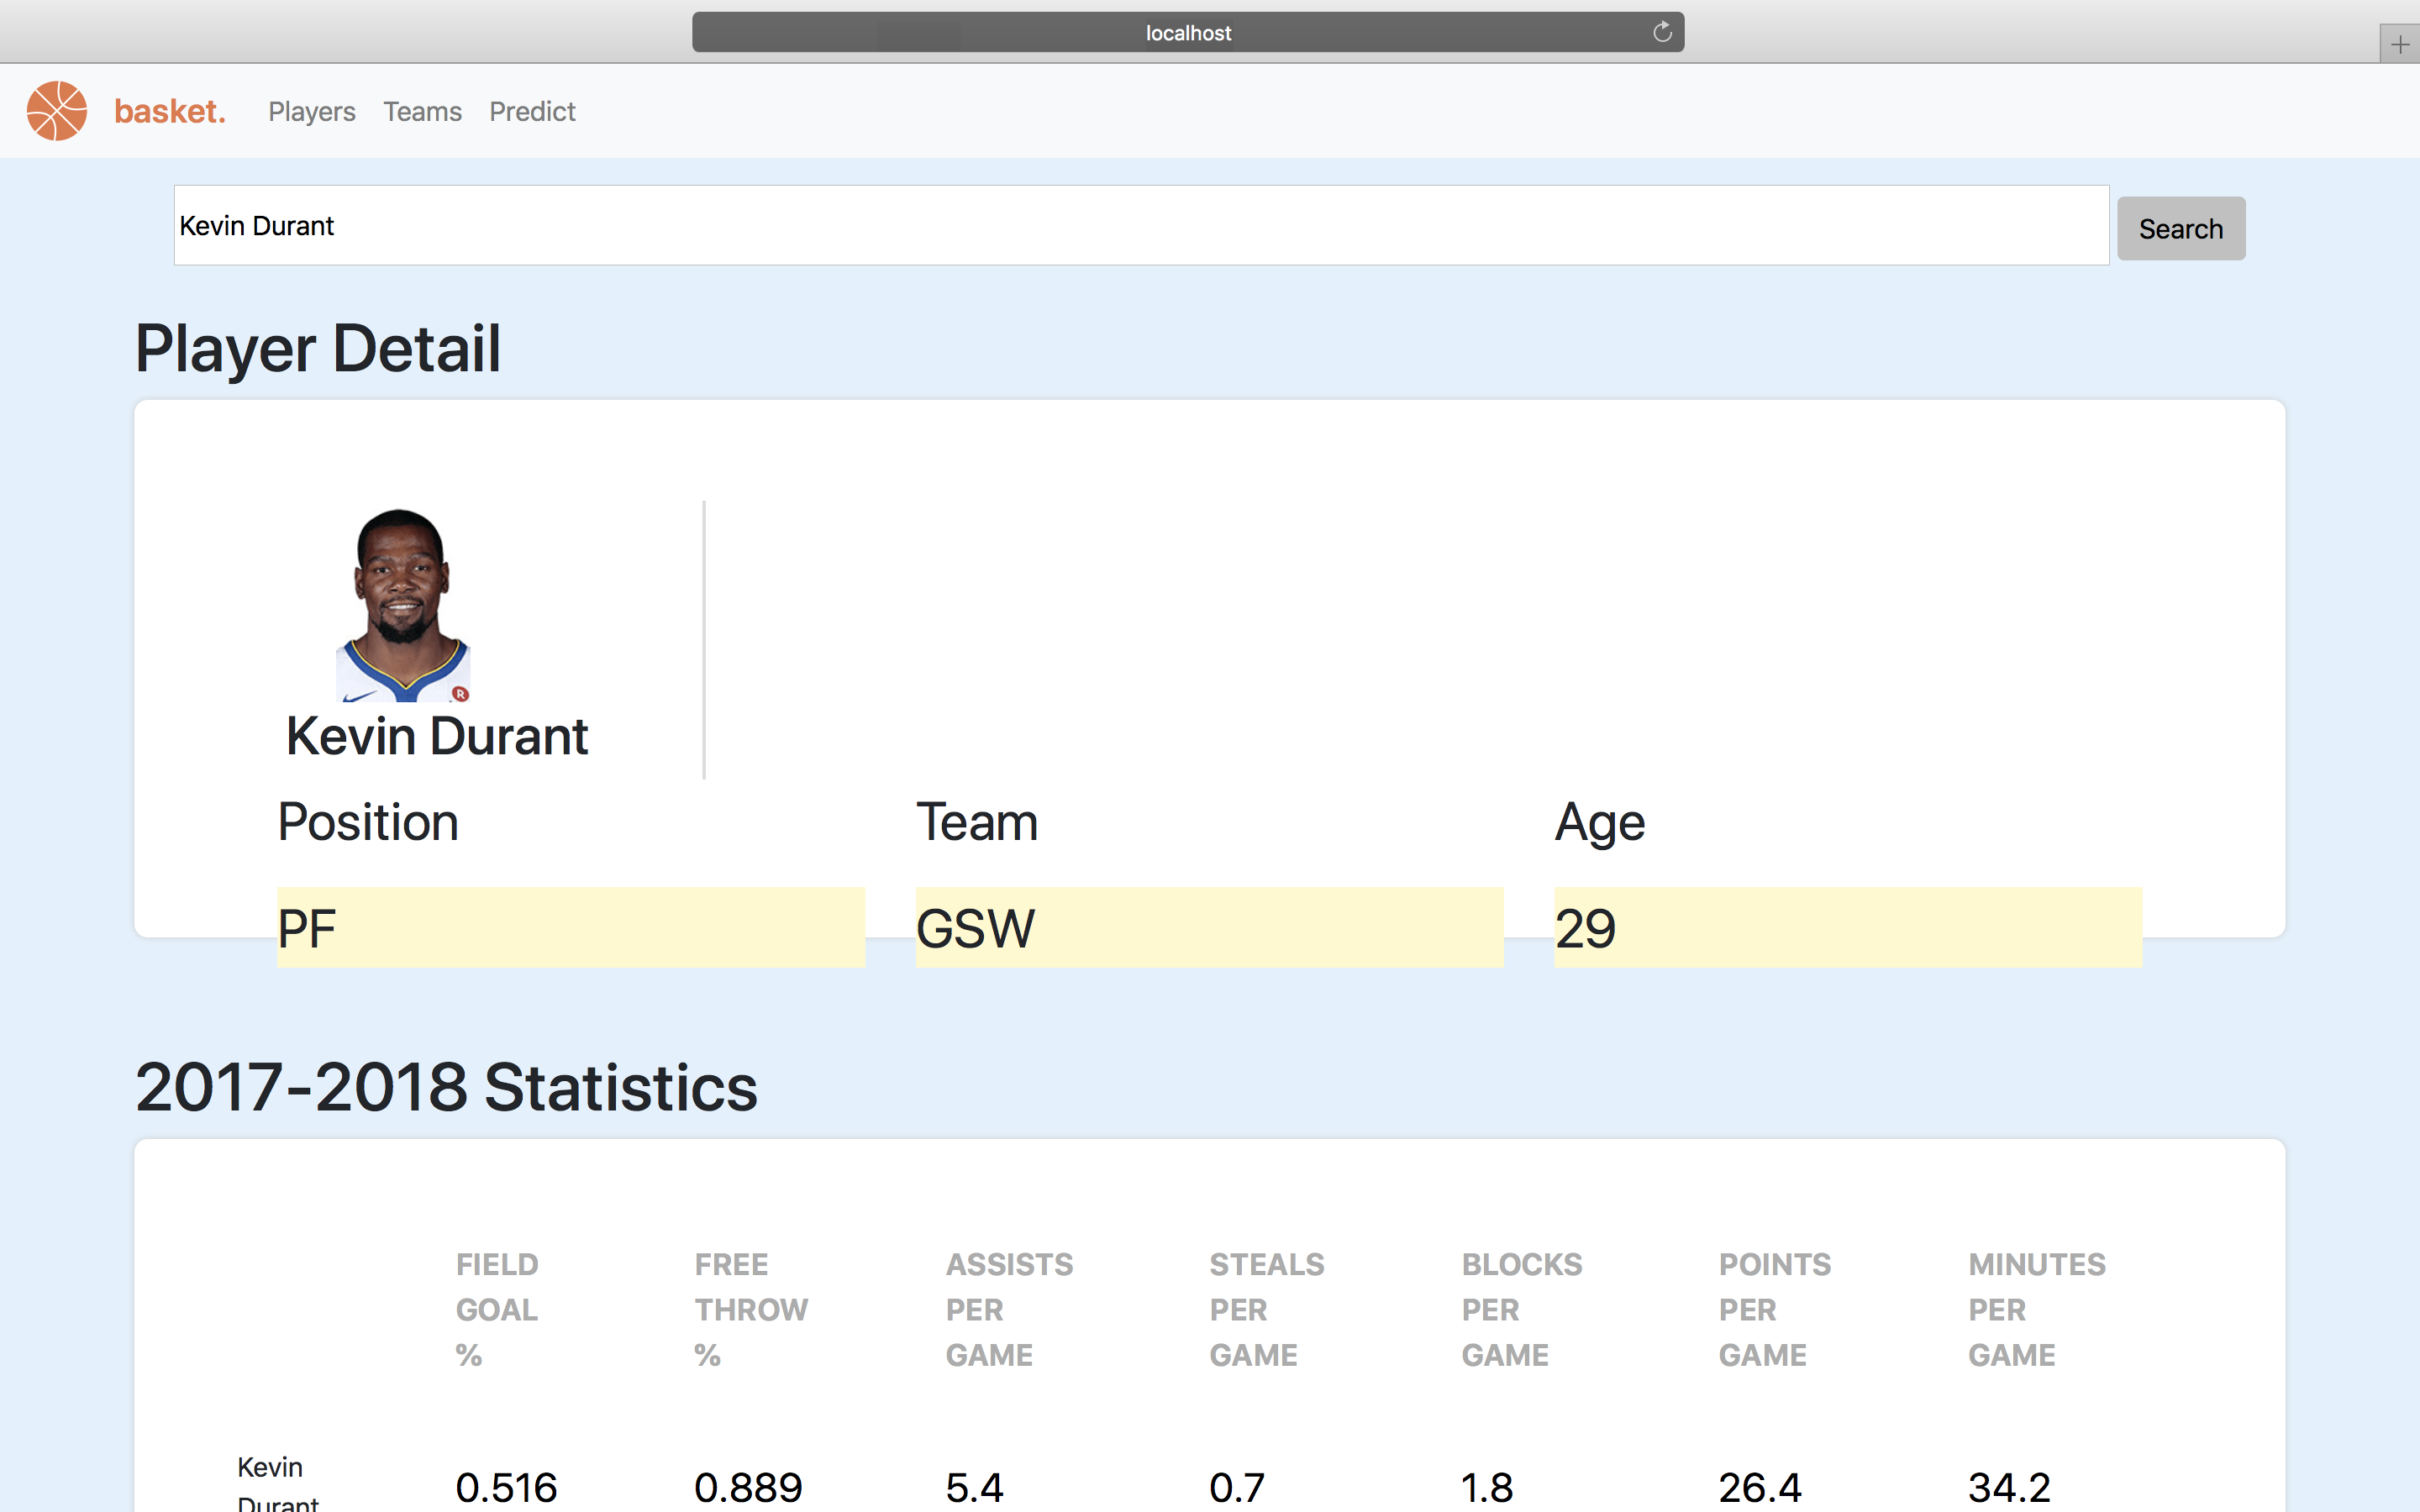 localhost
basket. Players Teams Predict
Kevin Durant
Search
Player Detail
R
Kevin Durant
Position Team Age
PF GSW 29
2017-2018 Statistics
FIELD GOAL % FREE THROW % ASSISTS PER GAME STEALS PER GAME BLOCKS PER GAME POINTS PER GAME MINUTES PER GAME
Kevin Durant 0.516 0.889 5.4 0.7 1.8 26.4 34.2